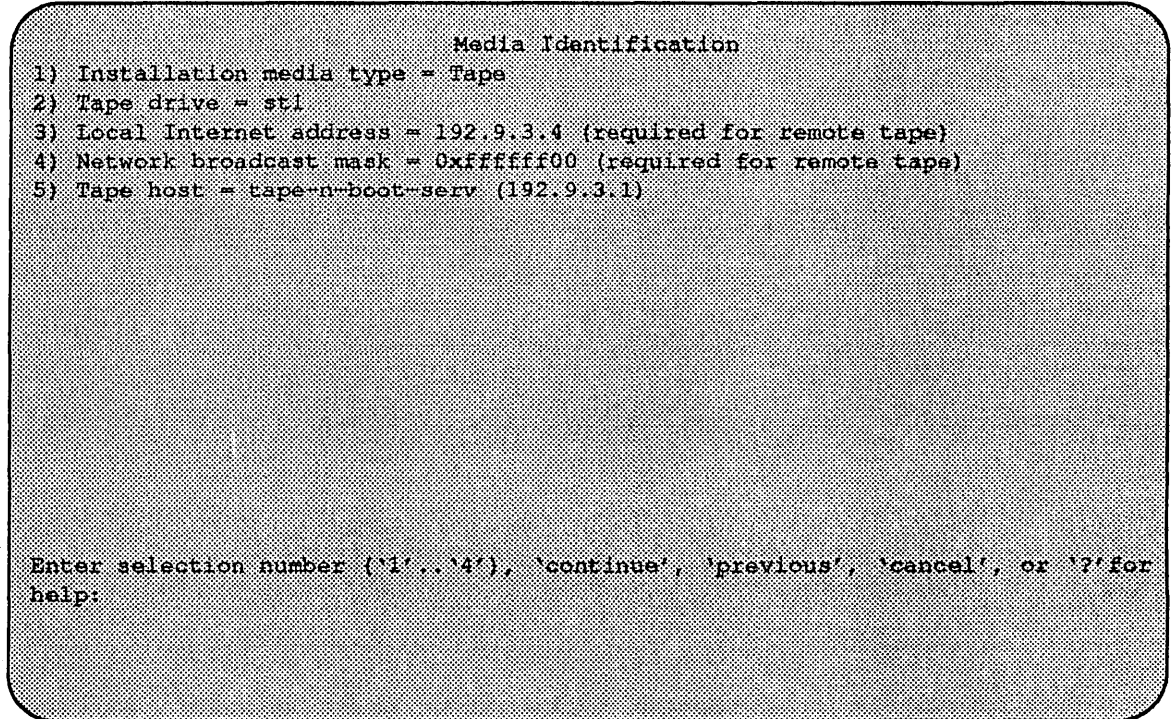 Media Identification
1) Installation media type = Tape
2) Tape drive = st1
3) Local Internet address = 192.9.3.4 (required for remote tape)
4) Network broadcast mask = 0xffffff00 (required for remote tape)
5) Tape host = tape-n-boot-serv (192.9.3.1)
Enter selection number {`1'..`4'}, `continue', `previous', `cancel', or `?'for
help: